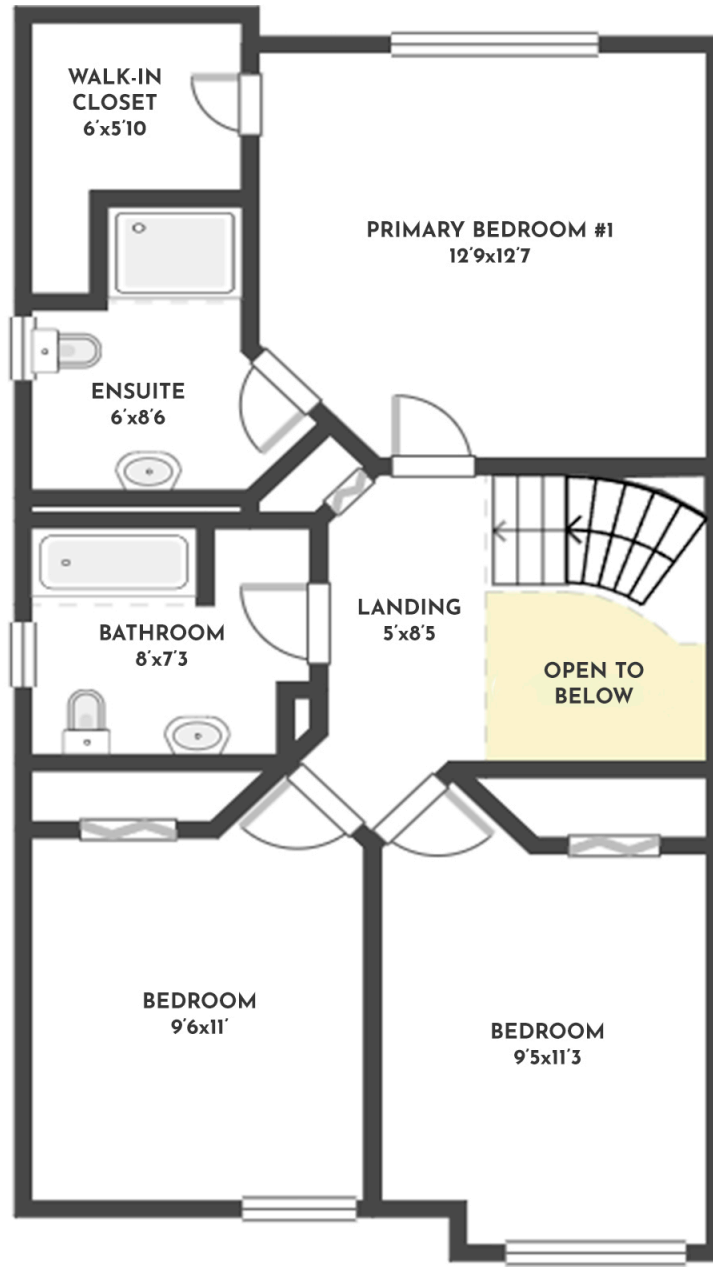 WALK-IN
CLOSET
6'x5'10
PRIMARY BEDROOM #1
12'9x12'7
ENSUITE
6'x8'6
LANDING
5'x8'5
BATHROOM
8'x7'3
OPEN TO
BELOW
BEDROOM
9'6x11'
BEDROOM
9'5x11'3